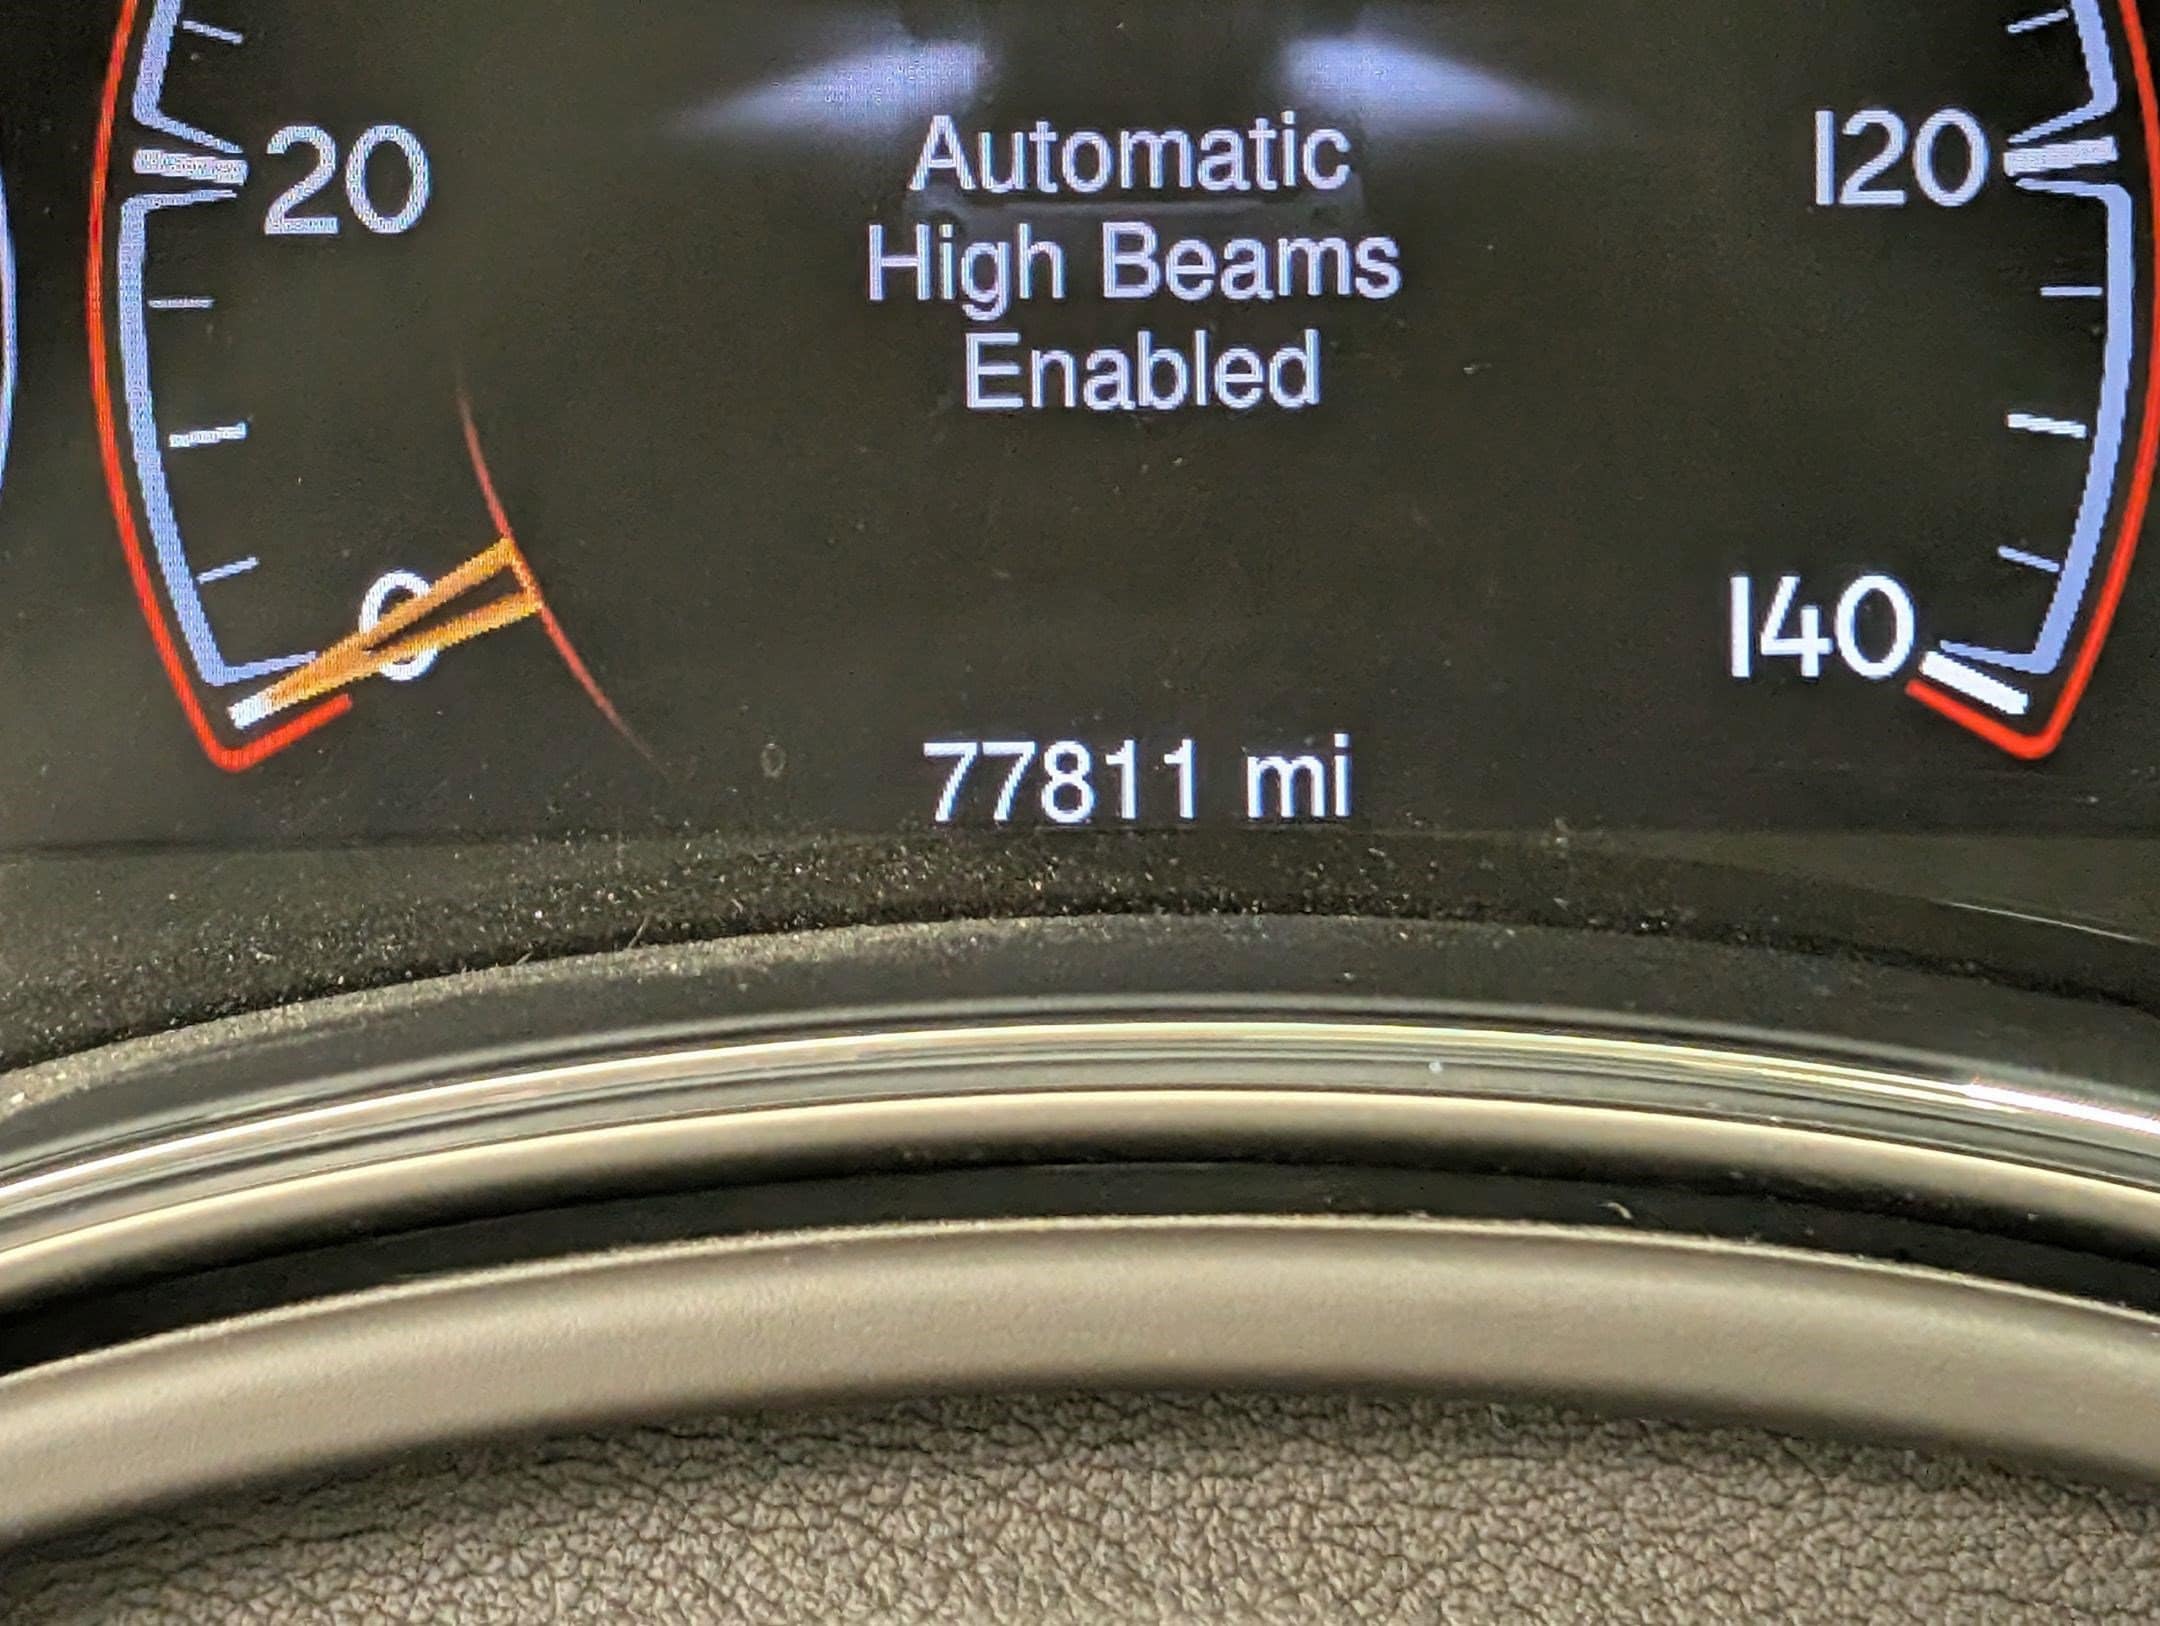 20
Automatic
High Beams
Enabled
120
0
140
77811 mi